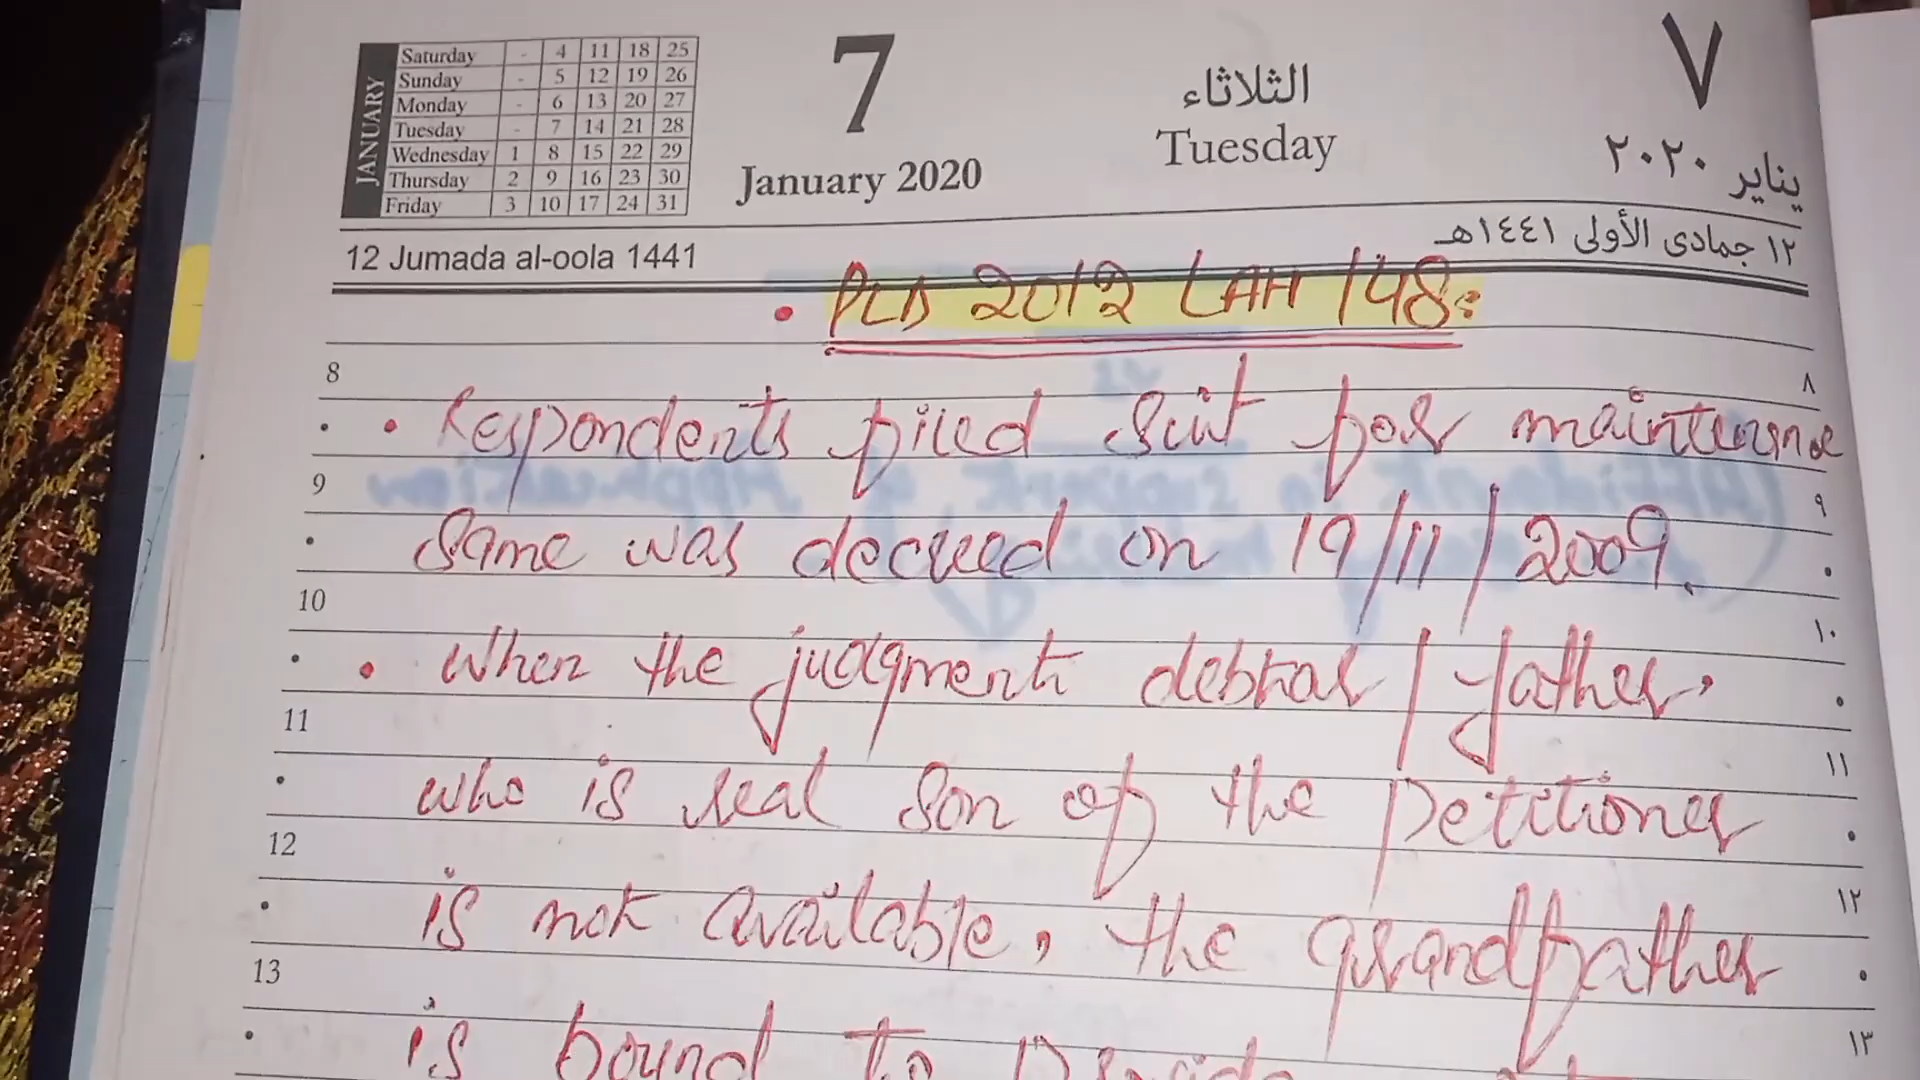 JANUARY
Saturday - 4 11 18 25
Sunday - 5 12 19 26
Monday - 6 13 20 27
Tuesday - 7 14 21 28
Wednesday 1 8 15 22 29
Thursday 2 9 16 23 30
Friday 3 10 17 24 31
7
January 2020
الثلاثاء
Tuesday
٧
يناير ٢٠٢٠
12 Jumada al-oola 1441
١٢ جمادى الأولى ١٤٤١هـ
• PLD 2012 LAH 148:
8 ٨
• Respondents filed suit for maintenance
9 ٩
same was decreed on 19/11/2009.
10 ١٠
• When the judgment debtor/father,
11 ١١
who is real son of the petitioner
12 ١٢
is not available, the grandfather
13 ١٣
is bound to